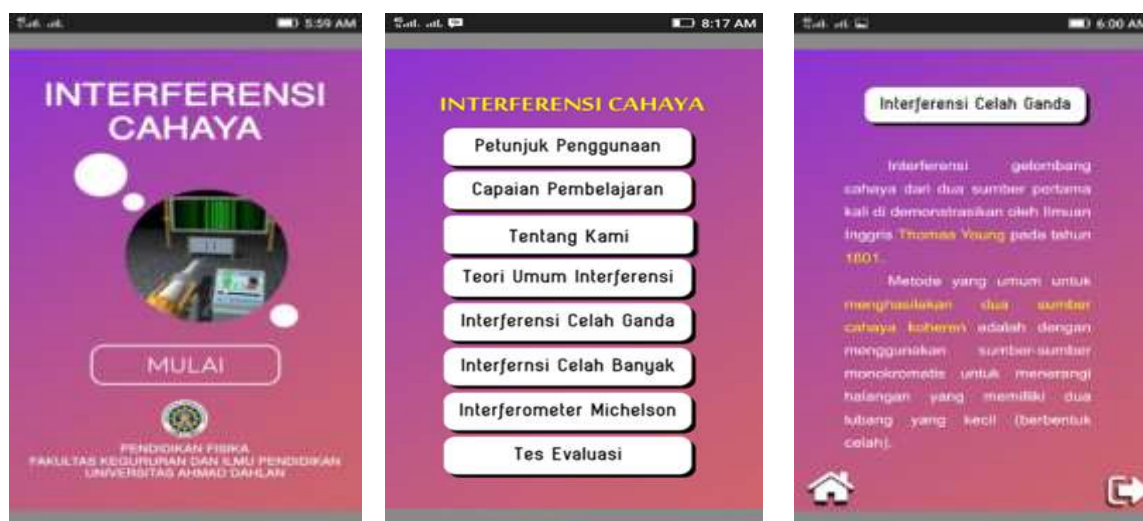 5:59 AM
INTERFERENSI
CAHAYA
MULAI
PENDIDIKAN FISIKA
FAKULTAS KEGURURAN DAN ILMU PENDIDIKAN
UNIVERSITAS AHMAD DAHLAN
8:17 AM
INTERFERENSI CAHAYA
Petunjuk Penggunaan
Capaian Pembelajaran
Tentang Kami
Teori Umum Interferensi
Interferensi Celah Ganda
Interfernsi Celah Banyak
Interferometer Michelson
Tes Evaluasi
6:00 AM
Interferensi Celah Ganda
Interferensi gelombang
cahaya dari dua sumber pertama
kali di demonstrasikan oleh Ilmuan
Inggris Thomas Young pada tahun
1801.
Metode yang umum untuk
menghasilakan dua sumber
cahaya koheren adalah dengan
menggunakan sumber-sumber
monokromatis untuk menerangi
halangan yang memiliki dua
lubang yang kecil (berbentuk
celah).